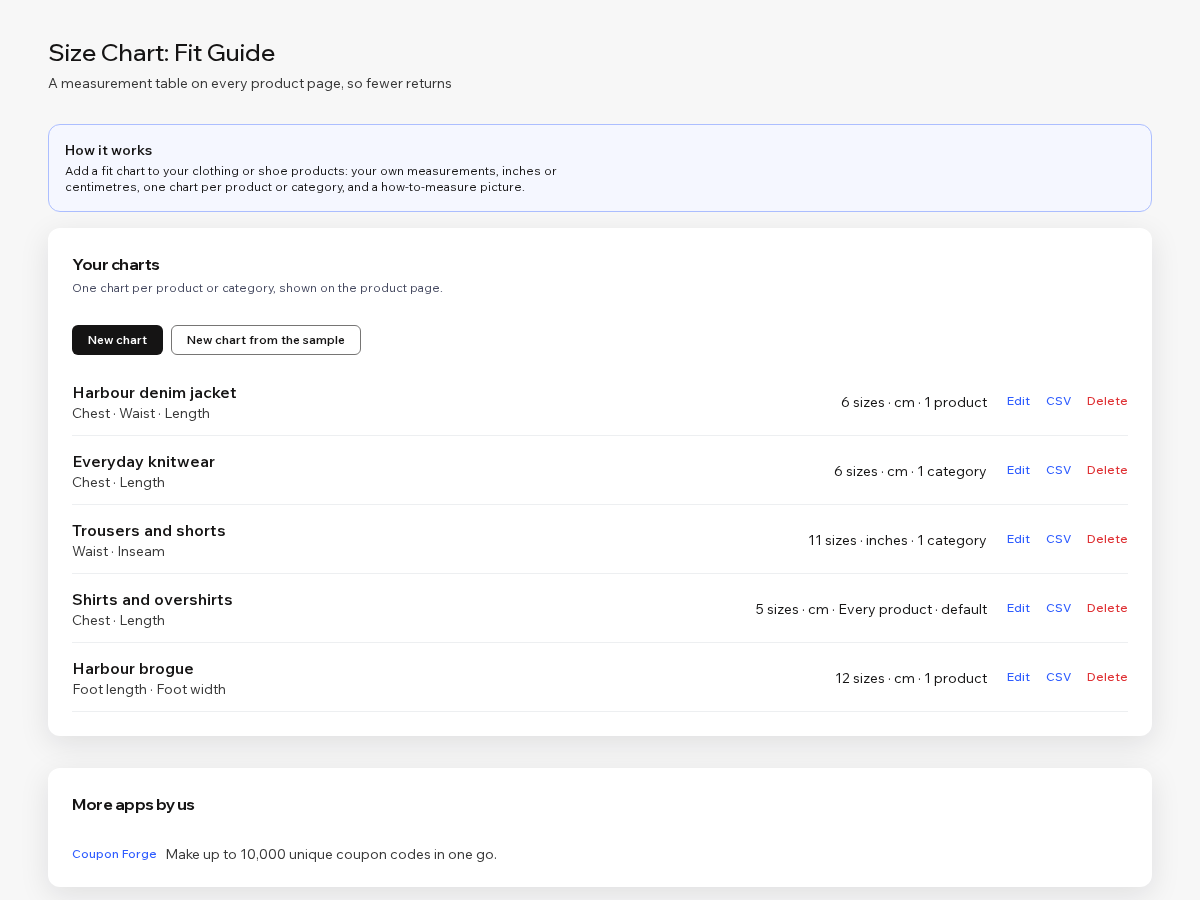 Size Chart: Fit Guide
A measurement table on every product page, so fewer returns
How it works
Add a fit chart to your clothing or shoe products: your own measurements, inches or
centimetres, one chart per product or category, and a how-to-measure picture.
Your charts
One chart per product or category, shown on the product page.
New chart
New chart from the sample
Harbour denim jacket
Chest · Waist · Length
6 sizes · cm · 1 product
Edit
CSV
Delete
Everyday knitwear
Chest · Length
6 sizes · cm · 1 category
Edit
CSV
Delete
Trousers and shorts
Waist · Inseam
11 sizes · inches · 1 category
Edit
CSV
Delete
Shirts and overshirts
Chest · Length
5 sizes · cm · Every product · default
Edit
CSV
Delete
Harbour brogue
Foot length · Foot width
12 sizes · cm · 1 product
Edit
CSV
Delete
More apps by us
Coupon Forge Make up to 10,000 unique coupon codes in one go.